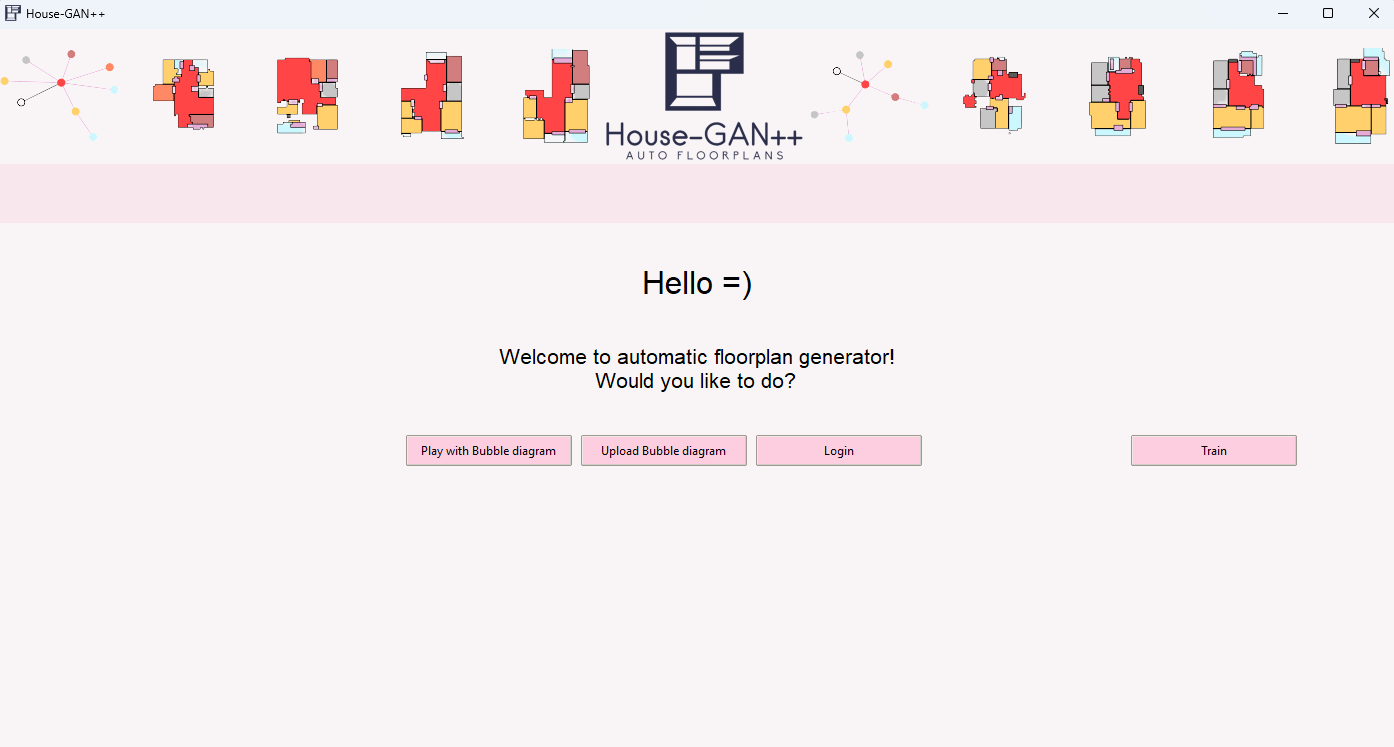 House-GAN++
House-GAN++
AUTO FLOORPLANS
Hello =)
Welcome to automatic floorplan generator!
Would you like to do?
Play with Bubble diagram
Upload Bubble diagram
Login
Train